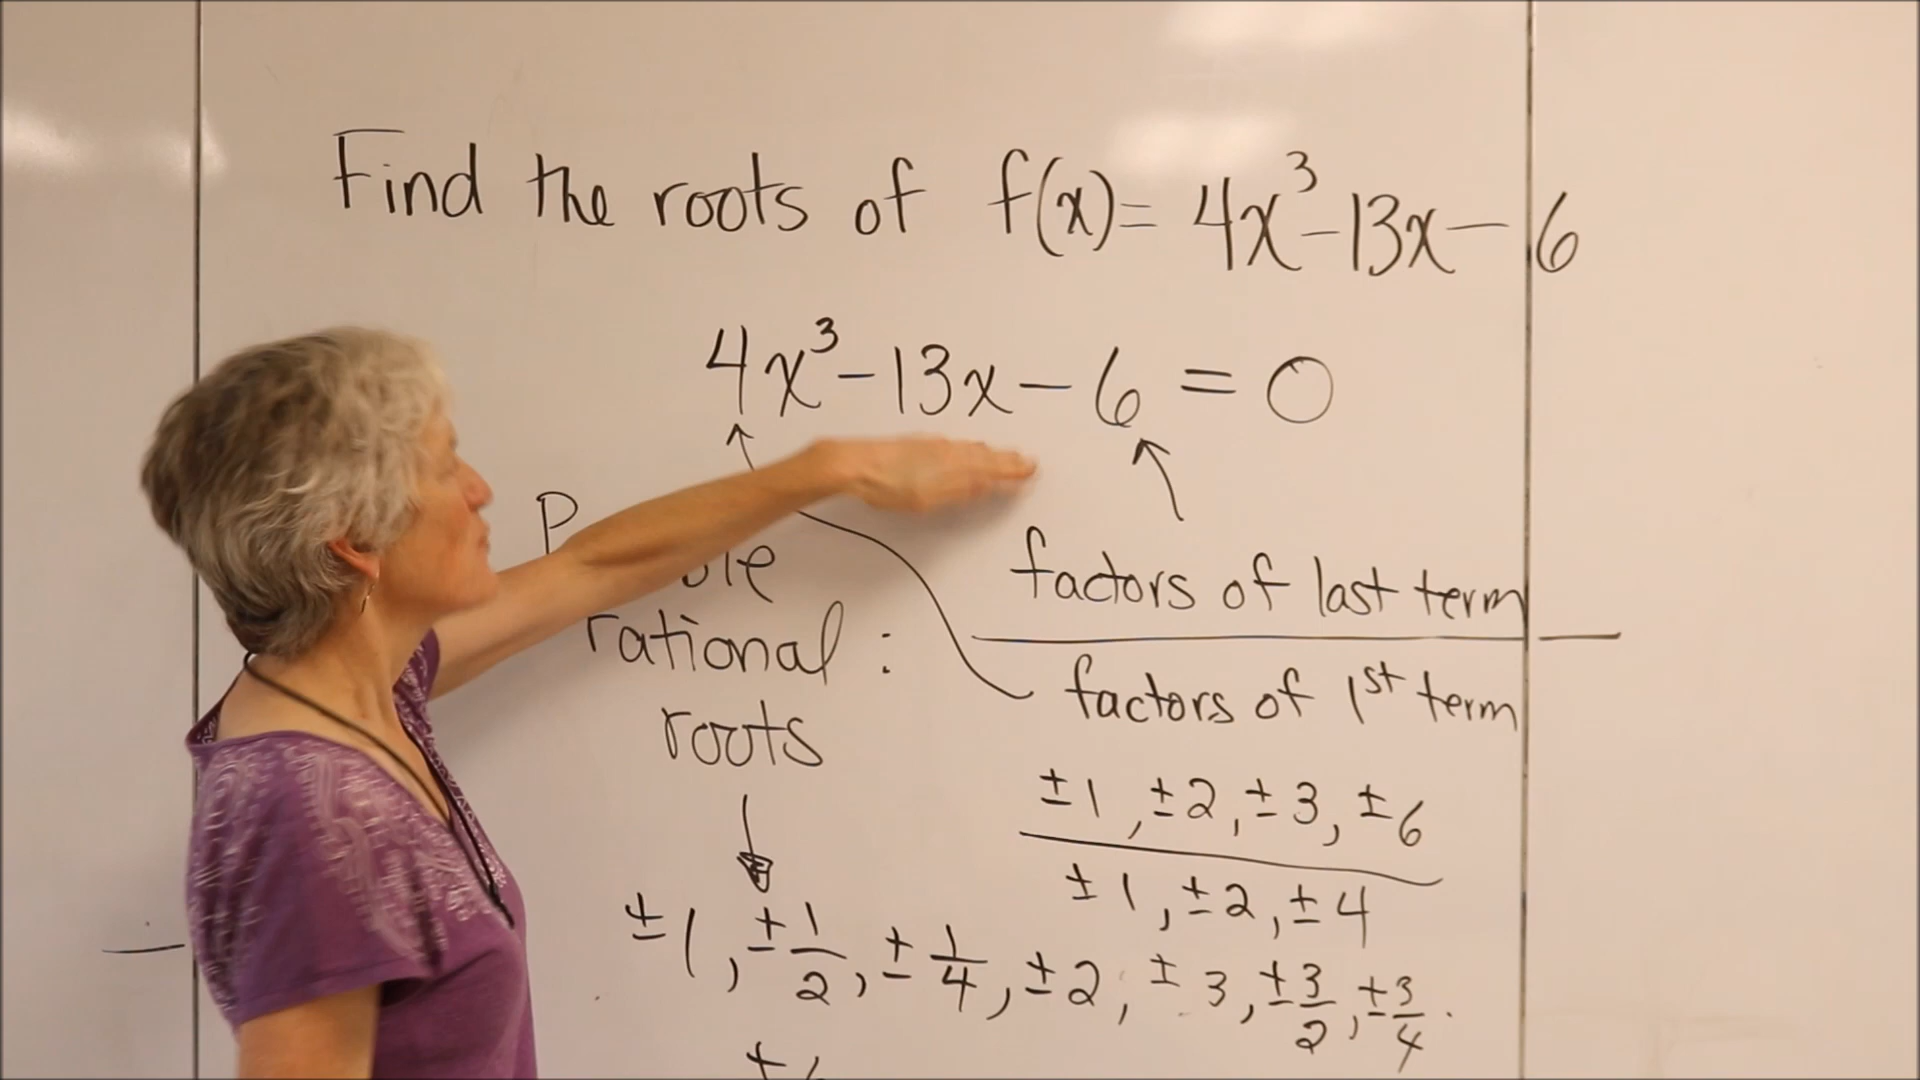 Find the roots of f(x)= 4x³-13x-6
4x³-13x-6 = 0
rational :
roots
factors of last term
factors of 1st term
±1, ±2, ±3, ±6
±1, ±2, ±4
±1, ±1/2, ±1/4, ±2, ±3, ±3/2, ±3/4.